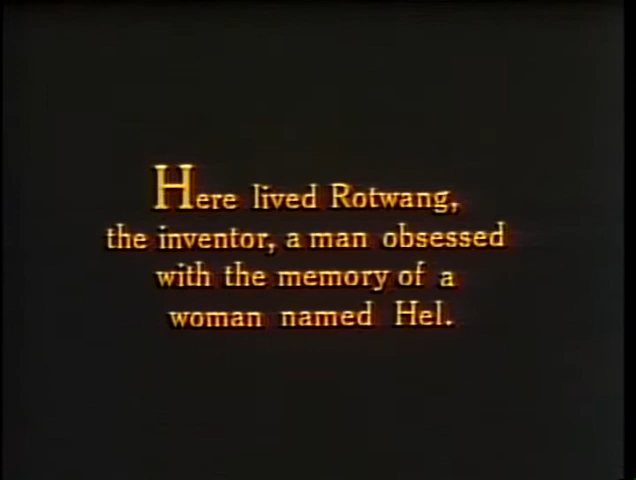 Here lived Rotwang,
the inventor, a man obsessed
with the memory of a
woman named Hel.